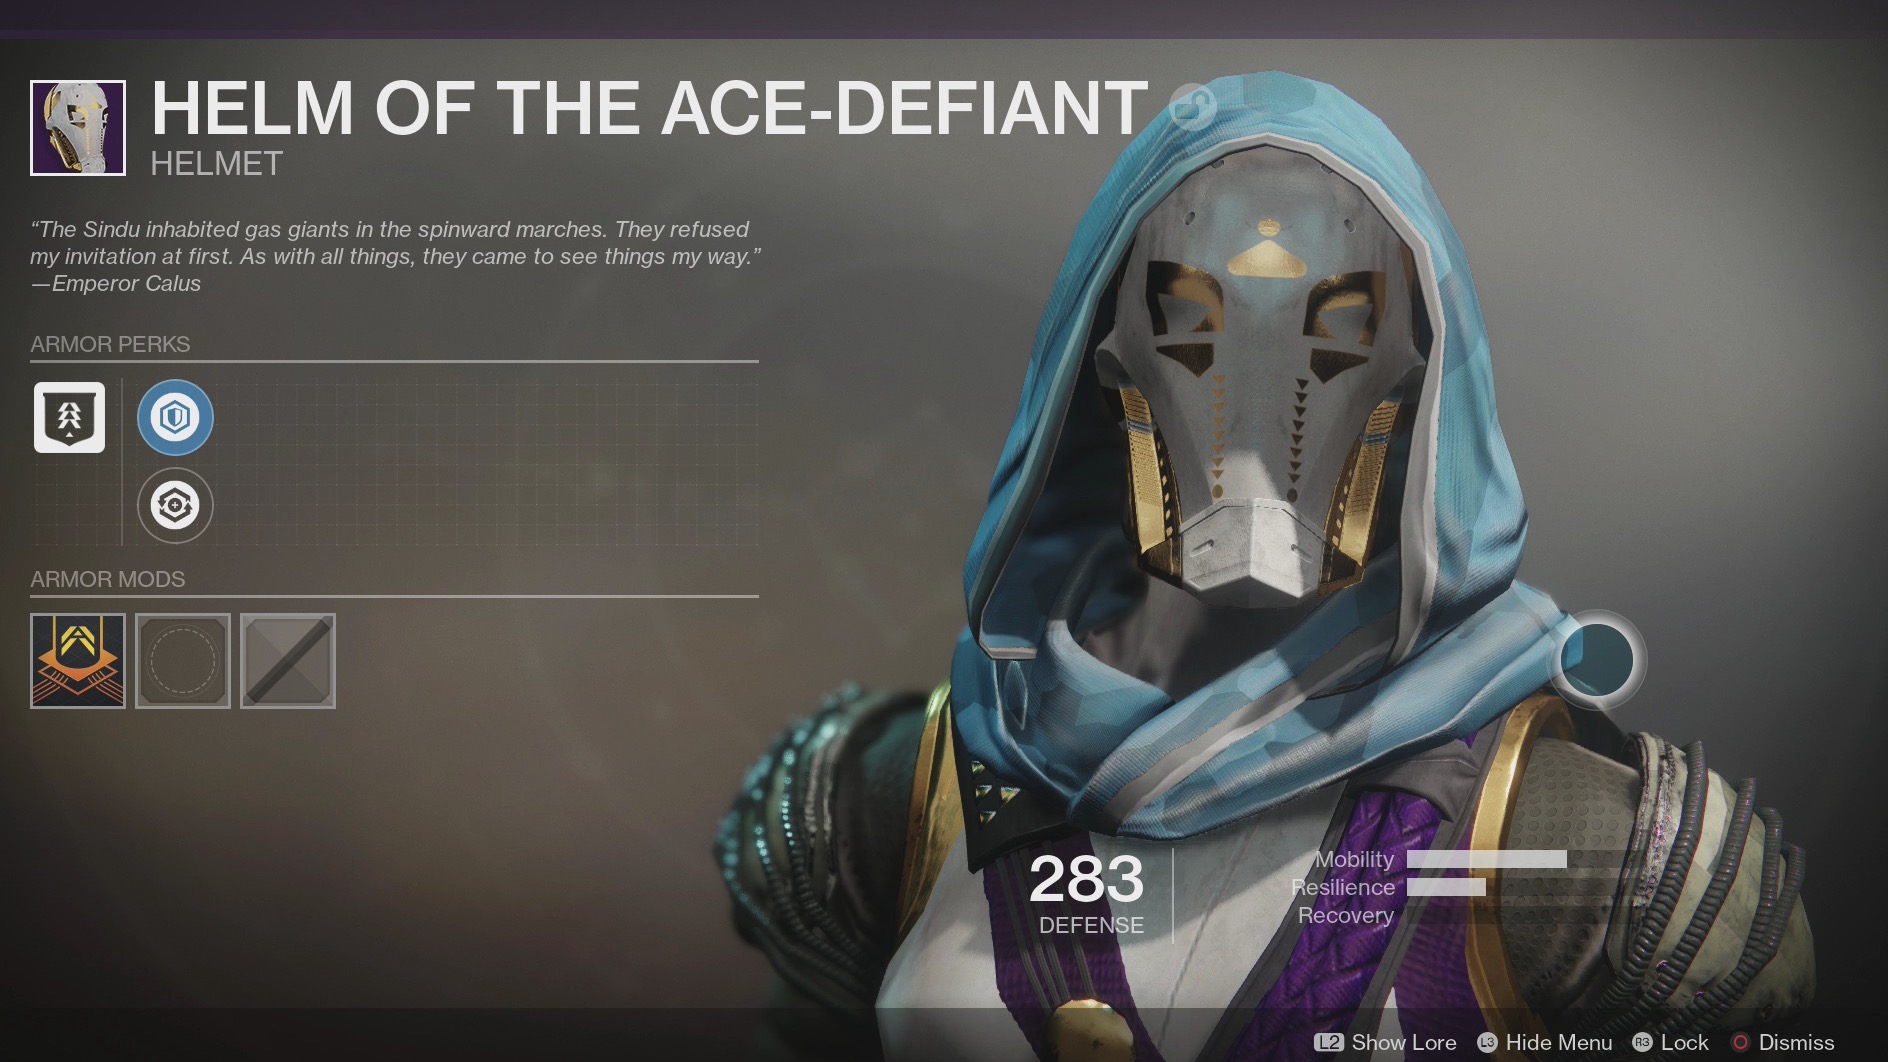 HELM OF THE ACE-DEFIANT
HELMET
“The Sindu inhabited gas giants in the spinward marches. They refused
my invitation at first. As with all things, they came to see things my way.”
—Emperor Calus
ARMOR PERKS
ARMOR MODS
283
DEFENSE
Mobility
Resilience
Recovery
L2 Show Lore L3 Hide Menu R3 Lock Dismiss